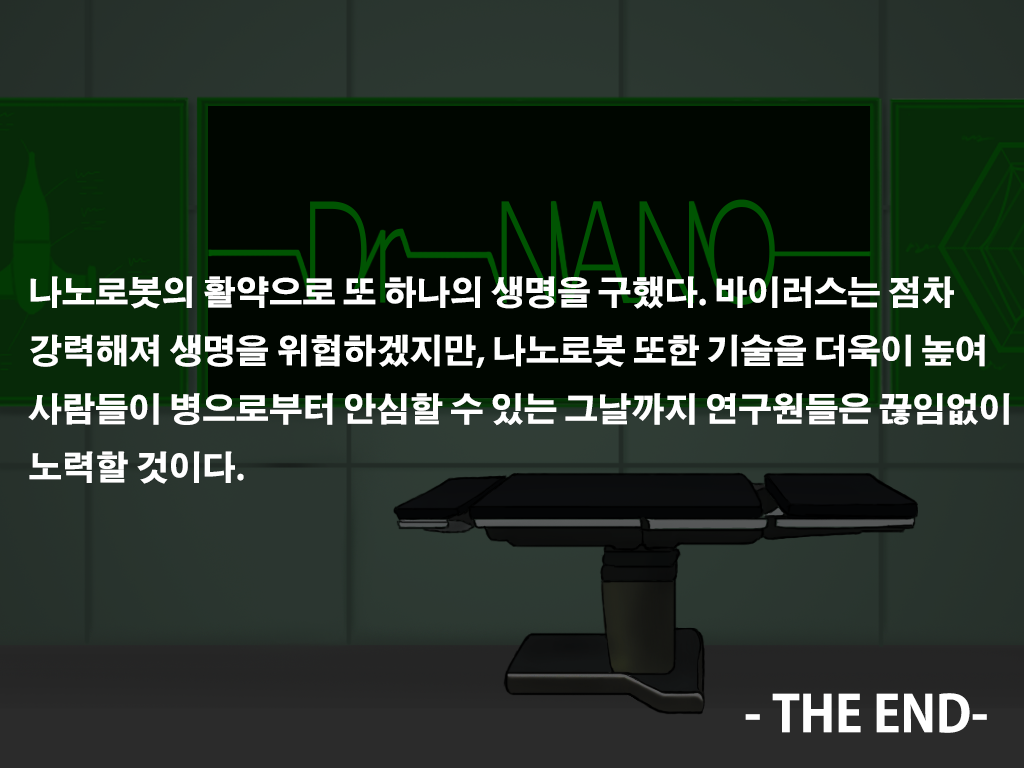 Dr NANO
나노로봇의 활약으로 또 하나의 생명을 구했다. 바이러스는 점차
강력해져 생명을 위협하겠지만, 나노로봇 또한 기술을 더욱이 높여
사람들이 병으로부터 안심할 수 있는 그날까지 연구원들은 끊임없이
노력할 것이다.
- THE END-